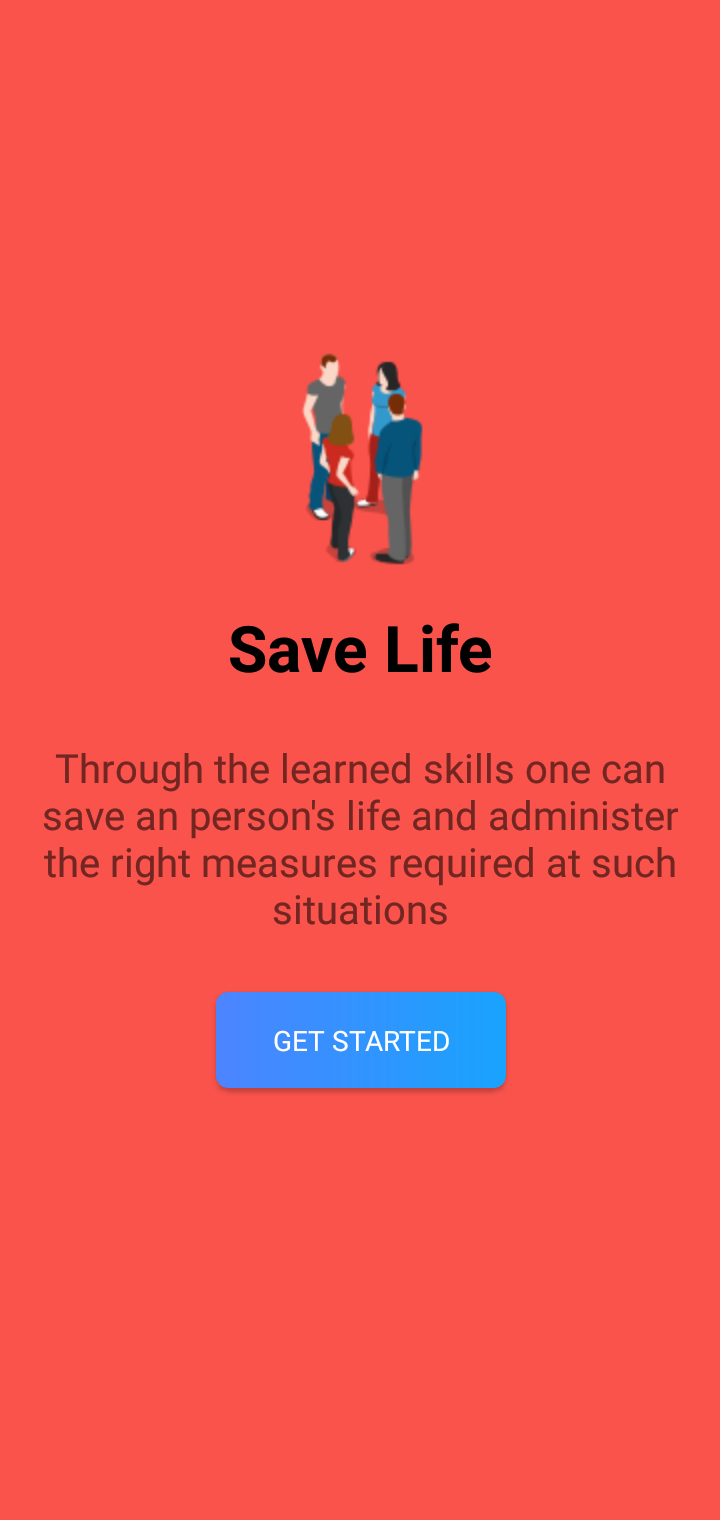 Save Life
Through the learned skills one can
save an person's life and administer
the right measures required at such
situations
GET STARTED